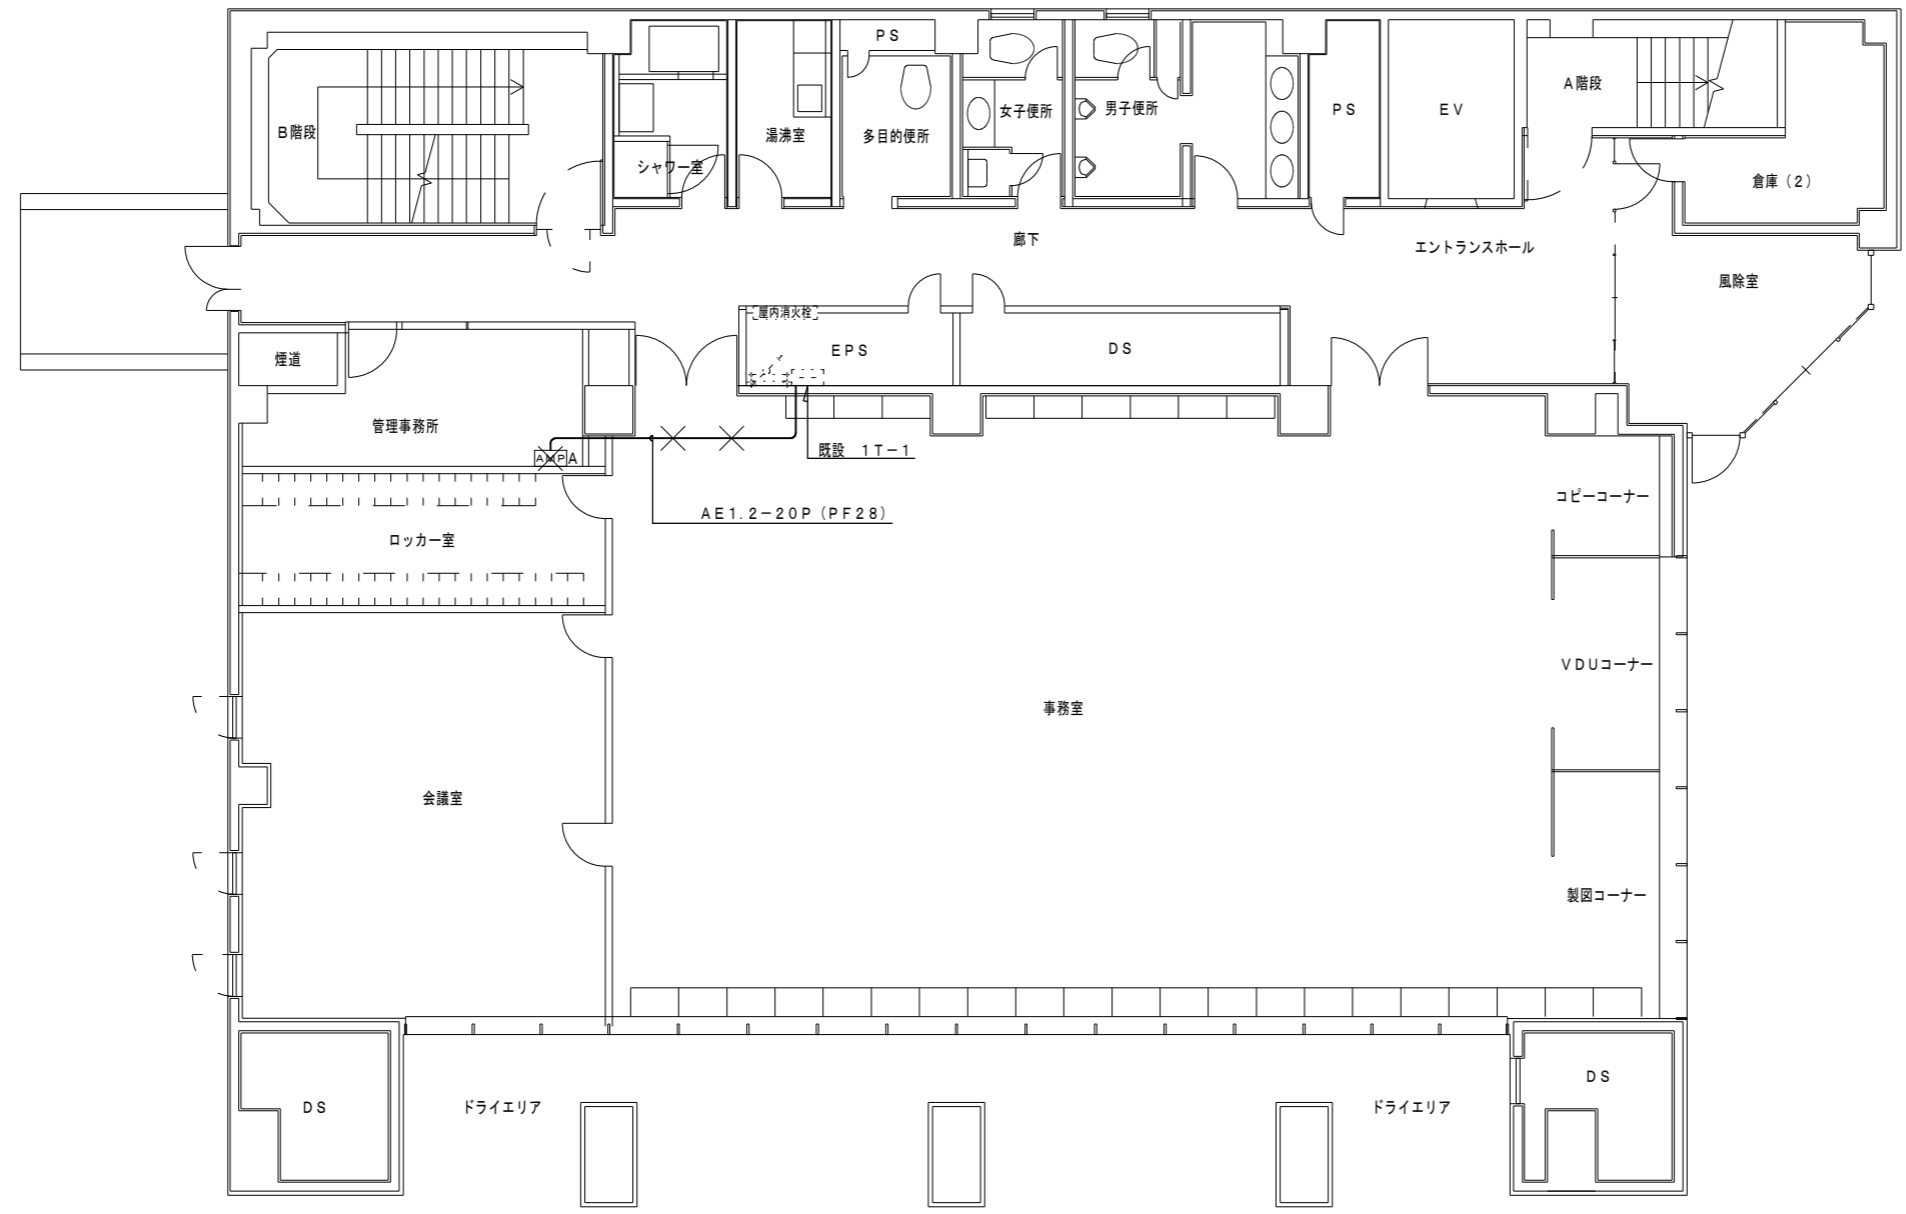 PS
A階段
B階段
女子便所
男子便所
PS
EV
湯沸室
多目的便所
シャワー室
倉庫(2)
廊下
エントランスホール
風除室
屋内消火栓
EPS
DS
煙道
管理事務所
既設 1T-1
AMP A
コピーコーナー
AE1.2-20P(PF28)
ロッカー室
VDUコーナー
事務室
会議室
製図コーナー
DS
DS
ドライエリア
ドライエリア